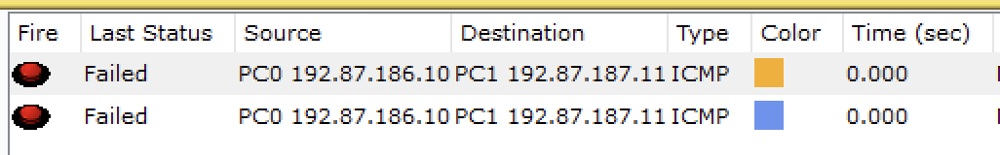 Fire Last Status Source Destination Type Color Time (sec)
Failed PC0 192.87.186.10 PC1 192.87.187.11 ICMP 0.000
Failed PC0 192.87.186.10 PC1 192.87.187.11 ICMP 0.000